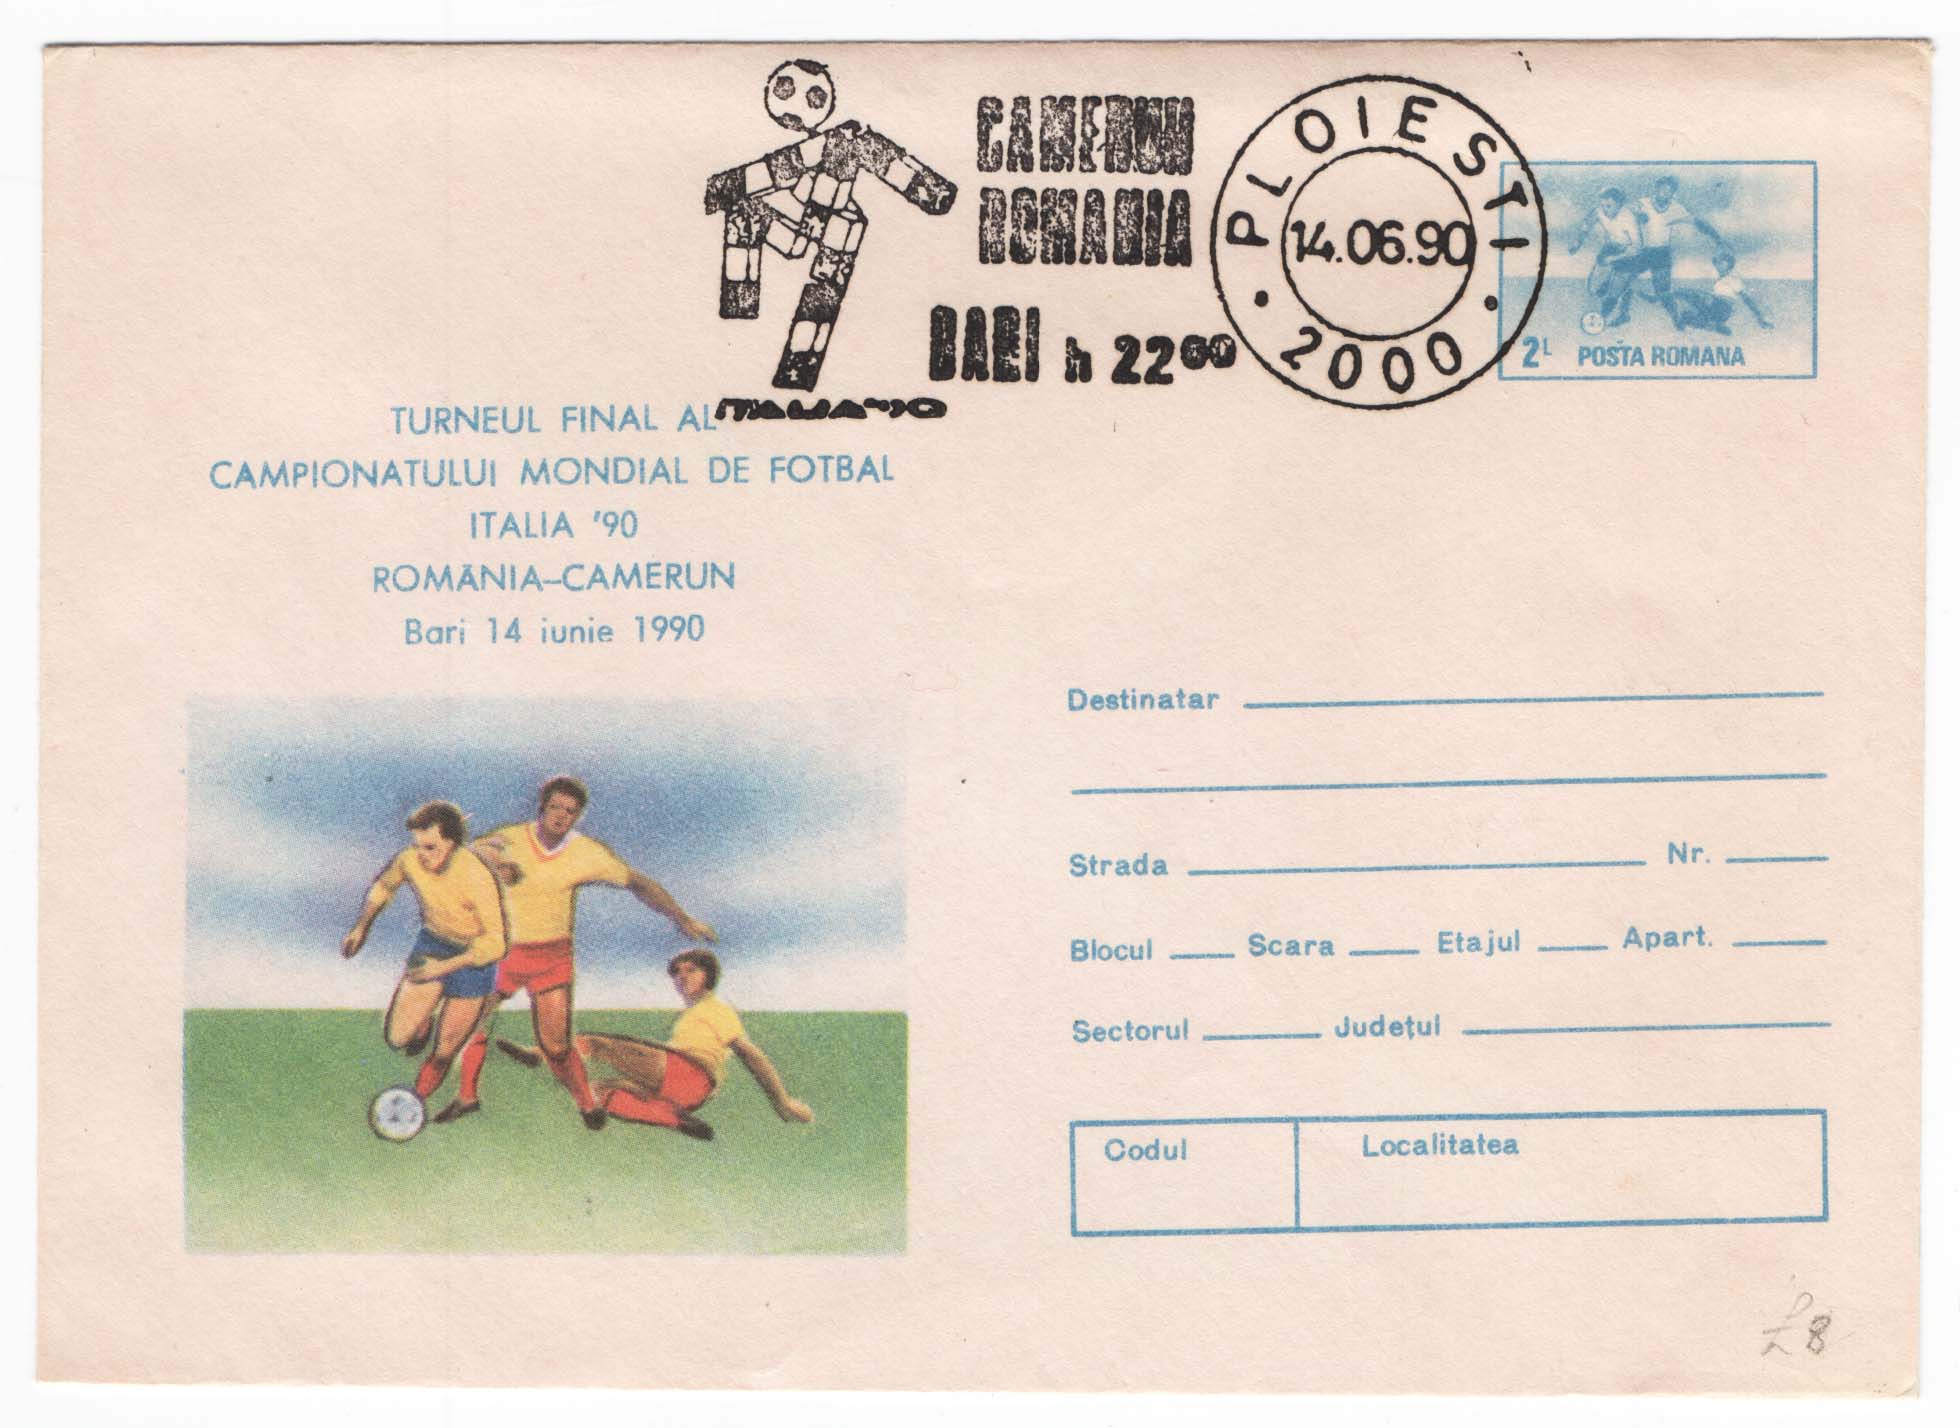 CAMERUN
ROMANIA
BARI h 22⁰⁰
ITALIA '90
PLOIESTI
14.06.90
2000
2L POSTA ROMANA
TURNEUL FINAL AL
CAMPIONATULUI MONDIAL DE FOTBAL
ITALIA '90
ROMÂNIA–CAMERUN
Bari 14 iunie 1990
Destinatar
Strada Nr.
Blocul Scara Etajul Apart.
Sectorul Județul
Codul Localitatea
£8